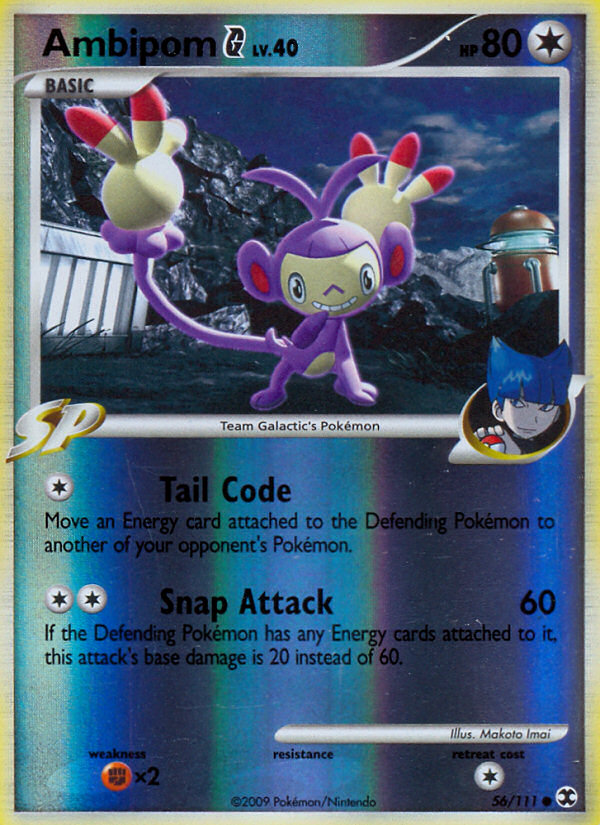 Ambipom G LV.40 HP 80
BASIC
SP
Team Galactic's Pokémon
Tail Code
Move an Energy card attached to the Defending Pokémon to
another of your opponent's Pokémon.
Snap Attack 60
If the Defending Pokémon has any Energy cards attached to it,
this attack's base damage is 20 instead of 60.
Illus. Makoto Imai
weakness resistance retreat cost
×2
©2009 Pokémon/Nintendo 56/111